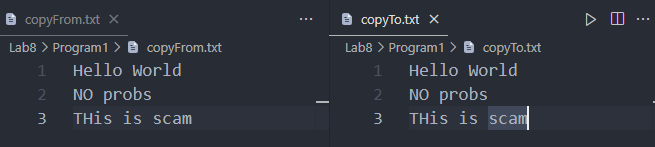 copyFrom.txt
Lab8 > Program1 > copyFrom.txt
1 Hello World
2 NO probs
3 THis is scam
copyTo.txt
Lab8 > Program1 > copyTo.txt
1 Hello World
2 NO probs
3 THis is scam